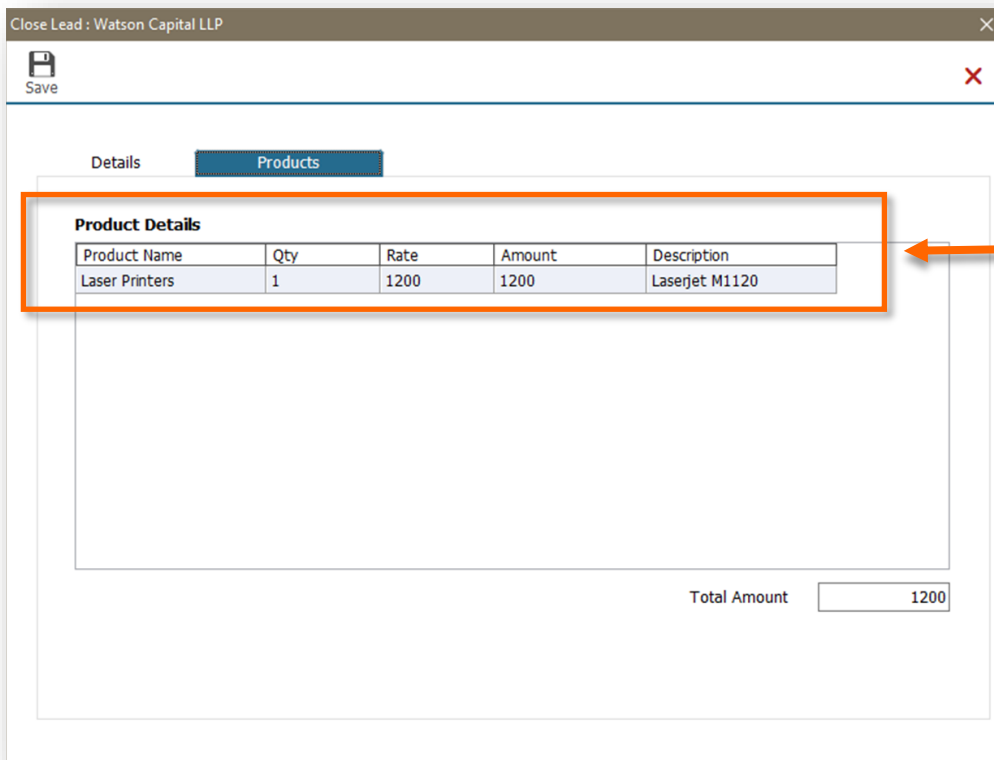 Close Lead : Watson Capital LLP
Save
Details Products
Product Details
Product Name Qty Rate Amount Description
Laser Printers 1 1200 1200 Laserjet M1120
Total Amount 1200